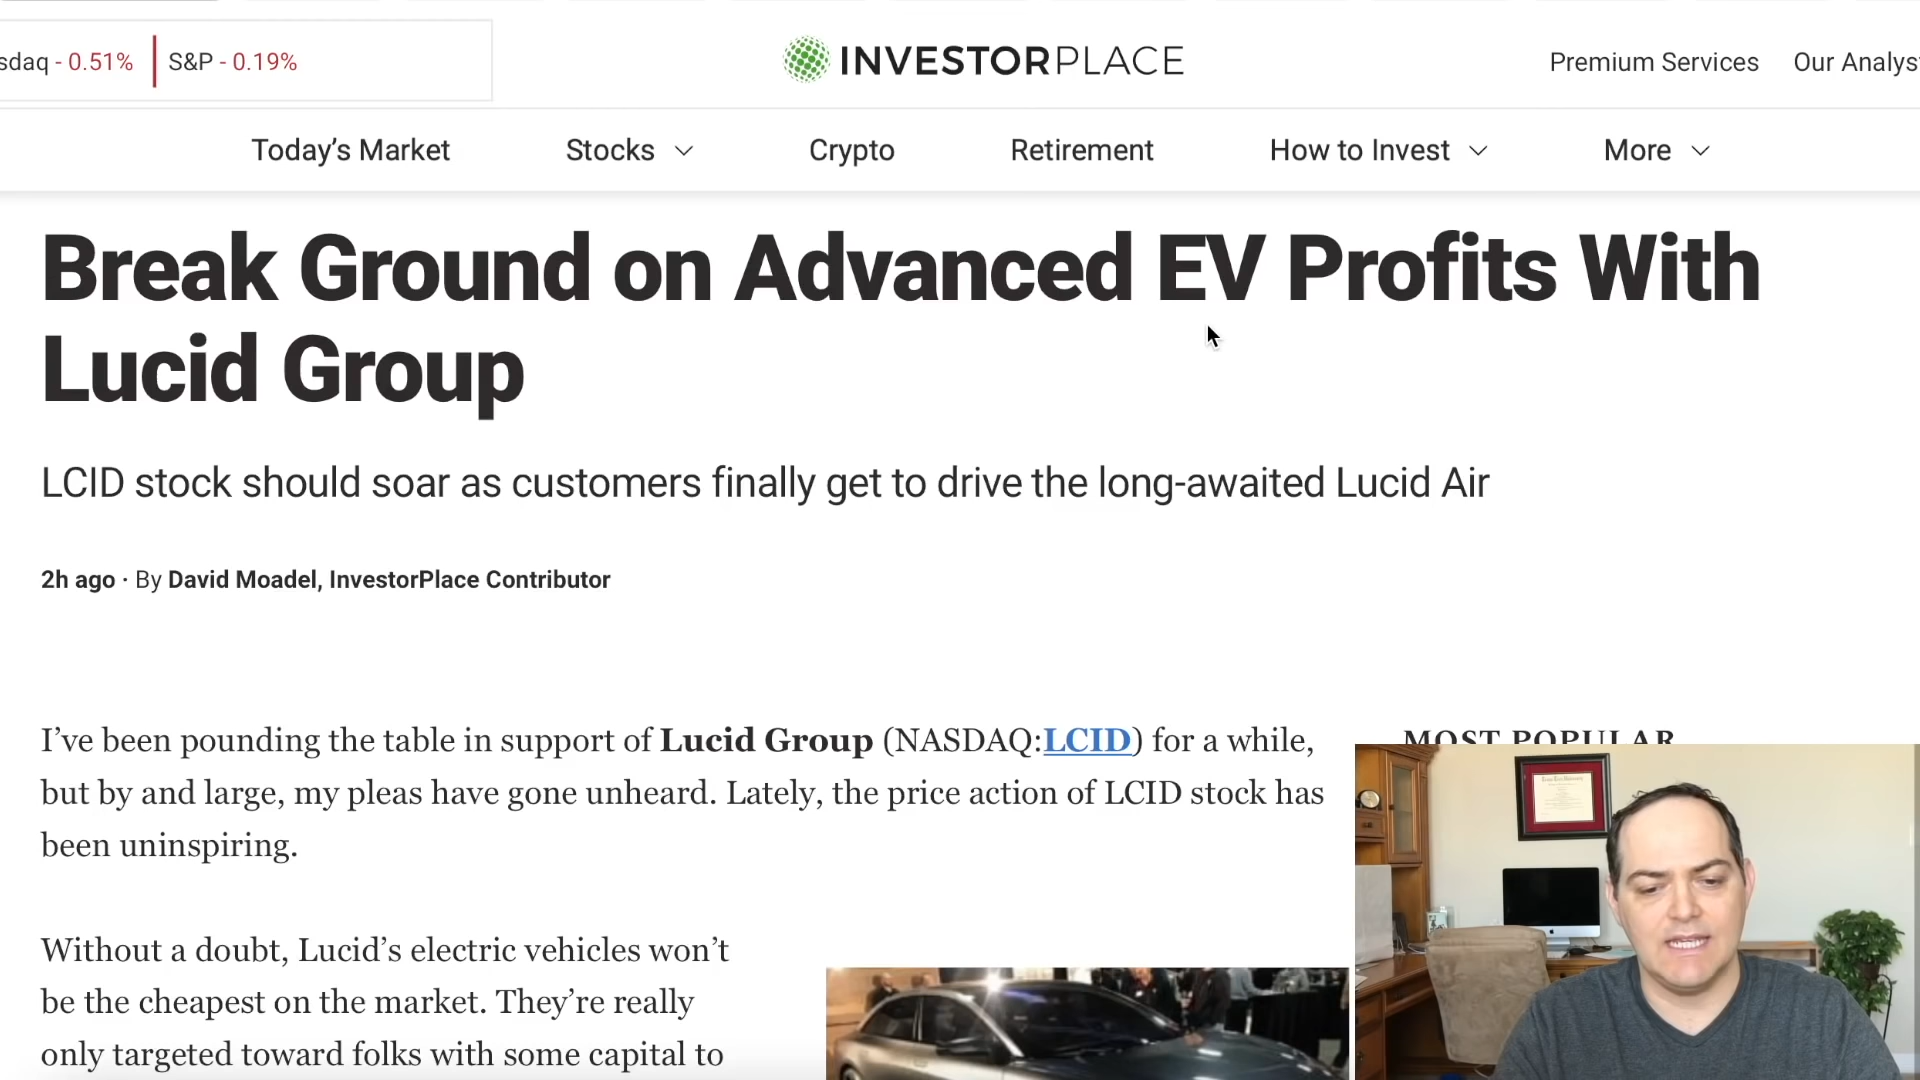 sdaq - 0.51% S&P - 0.19%
INVESTORPLACE
Premium Services Our Analys
Today's Market Stocks Crypto Retirement How to Invest More
Break Ground on Advanced EV Profits With
Lucid Group
LCID stock should soar as customers finally get to drive the long-awaited Lucid Air
2h ago · By David Moadel, InvestorPlace Contributor
I've been pounding the table in support of Lucid Group (NASDAQ:LCID) for a while,
but by and large, my pleas have gone unheard. Lately, the price action of LCID stock has
been uninspiring.
MOST POPULAR
Without a doubt, Lucid's electric vehicles won't
be the cheapest on the market. They're really
only targeted toward folks with some capital to